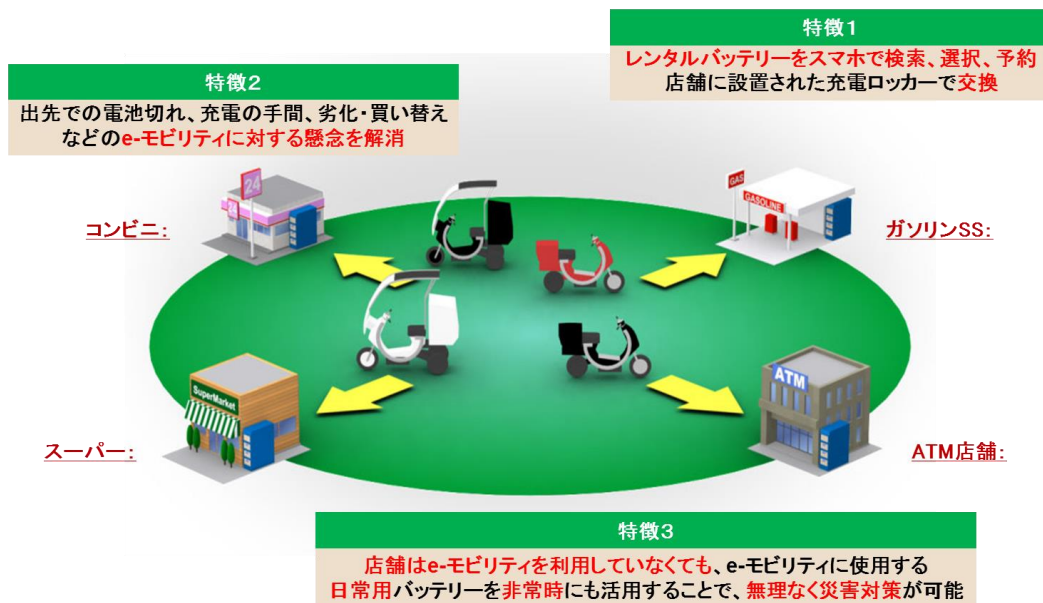 特徴1
レンタルバッテリーをスマホで検索、選択、予約
店舗に設置された充電ロッカーで交換
特徴2
出先での電池切れ、充電の手間、劣化・買い替え
などのe-モビリティに対する懸念を解消
24
24
コンビニ:
GAS
GASOLINE
ガソリンSS:
SuperMarket
スーパー:
ATM
ATM店舗:
特徴3
店舗はe-モビリティを利用していなくても、e-モビリティに使用する
日常用バッテリーを非常時にも活用することで、無理なく災害対策が可能